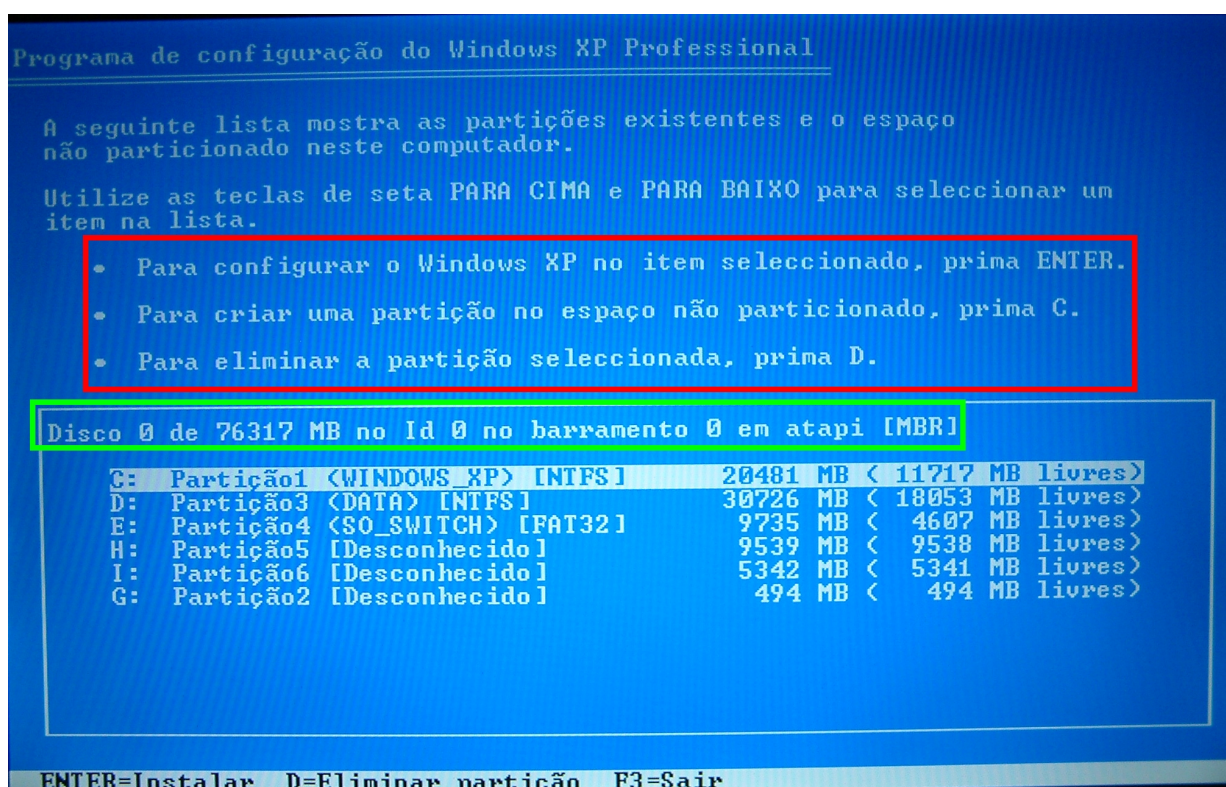 Programa de configuração do Windows XP Professional
A seguinte lista mostra as partições existentes e o espaço
não particionado neste computador.
Utilize as teclas de seta PARA CIMA e PARA BAIXO para seleccionar um
item na lista.
• Para configurar o Windows XP no item seleccionado, prima ENTER.
• Para criar uma partição no espaço não particionado, prima C.
• Para eliminar a partição seleccionada, prima D.
Disco 0 de 76317 MB no Id 0 no barramento 0 em atapi [MBR]
C: Partição1 (WINDOWS_XP) [NTFS] 20481 MB ( 11717 MB livres)
D: Partição3 (DATA) [NTFS] 30726 MB ( 18053 MB livres)
E: Partição4 (SO_SWITCH) [FAT32] 9735 MB ( 4607 MB livres)
H: Partição5 [Desconhecido] 9539 MB ( 9538 MB livres)
I: Partição6 [Desconhecido] 5342 MB ( 5341 MB livres)
G: Partição2 [Desconhecido] 494 MB ( 494 MB livres)
ENTER=Instalar D=Eliminar partição F3=Sair